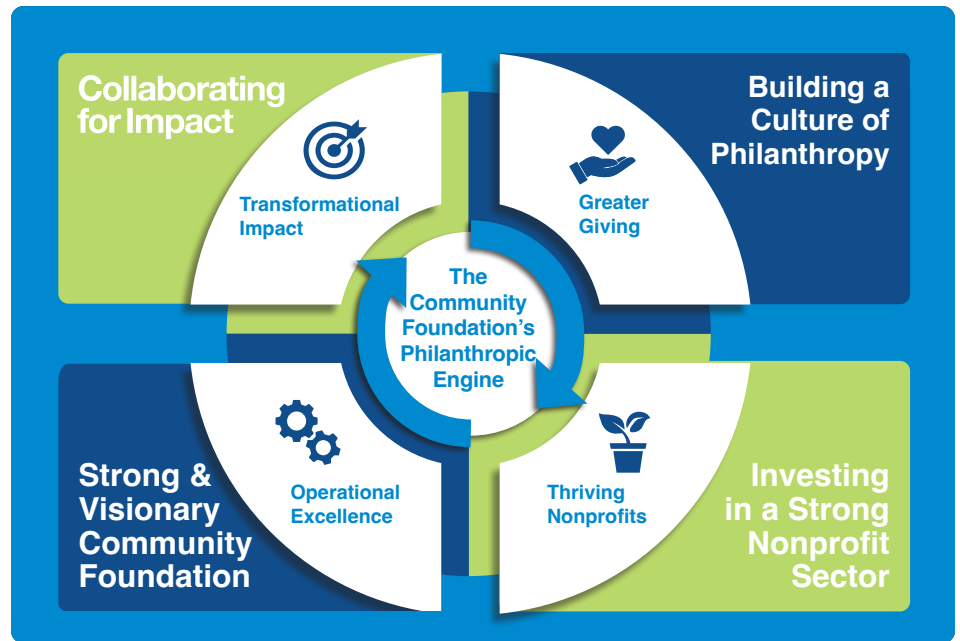 Collaborating
for Impact
Transformational
Impact
Building a
Culture of
Philanthropy
Greater
Giving
The
Community
Foundation’s
Philanthropic
Engine
Strong &
Visionary
Community
Foundation
Operational
Excellence
Thriving
Nonprofits
Investing
in a Strong
Nonprofit
Sector